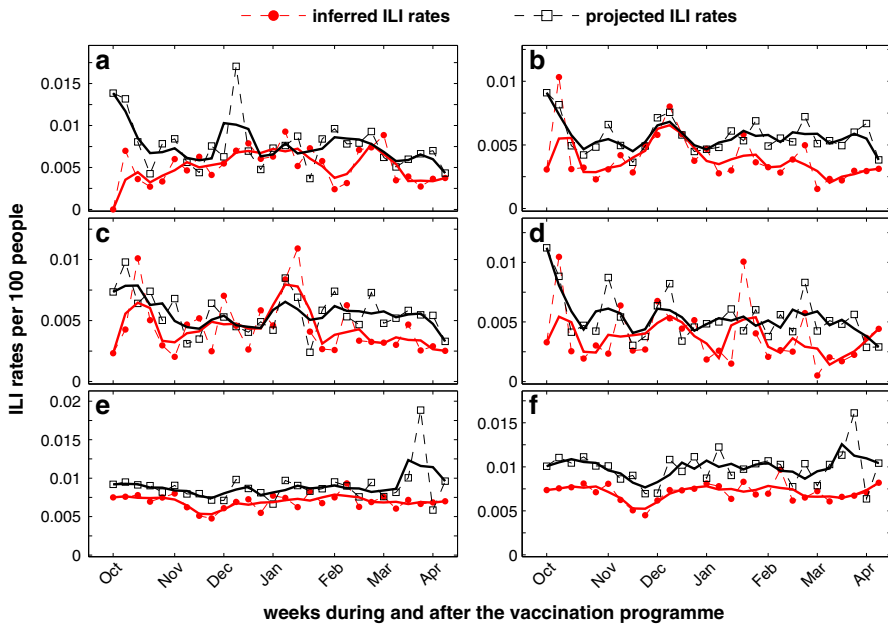 inferred ILI rates projected ILI rates
a
0.015
0.01
0.005
0
b
0.01
0.005
0
c
0.01
0.005
0
d
0.01
0.005
0
e
0.02
0.015
0.01
0.005
0
f
0.015
0.01
0.005
0
ILI rates per 100 people
Oct Nov Dec Jan Feb Mar Apr
Oct Nov Dec Jan Feb Mar Apr
weeks during and after the vaccination programme